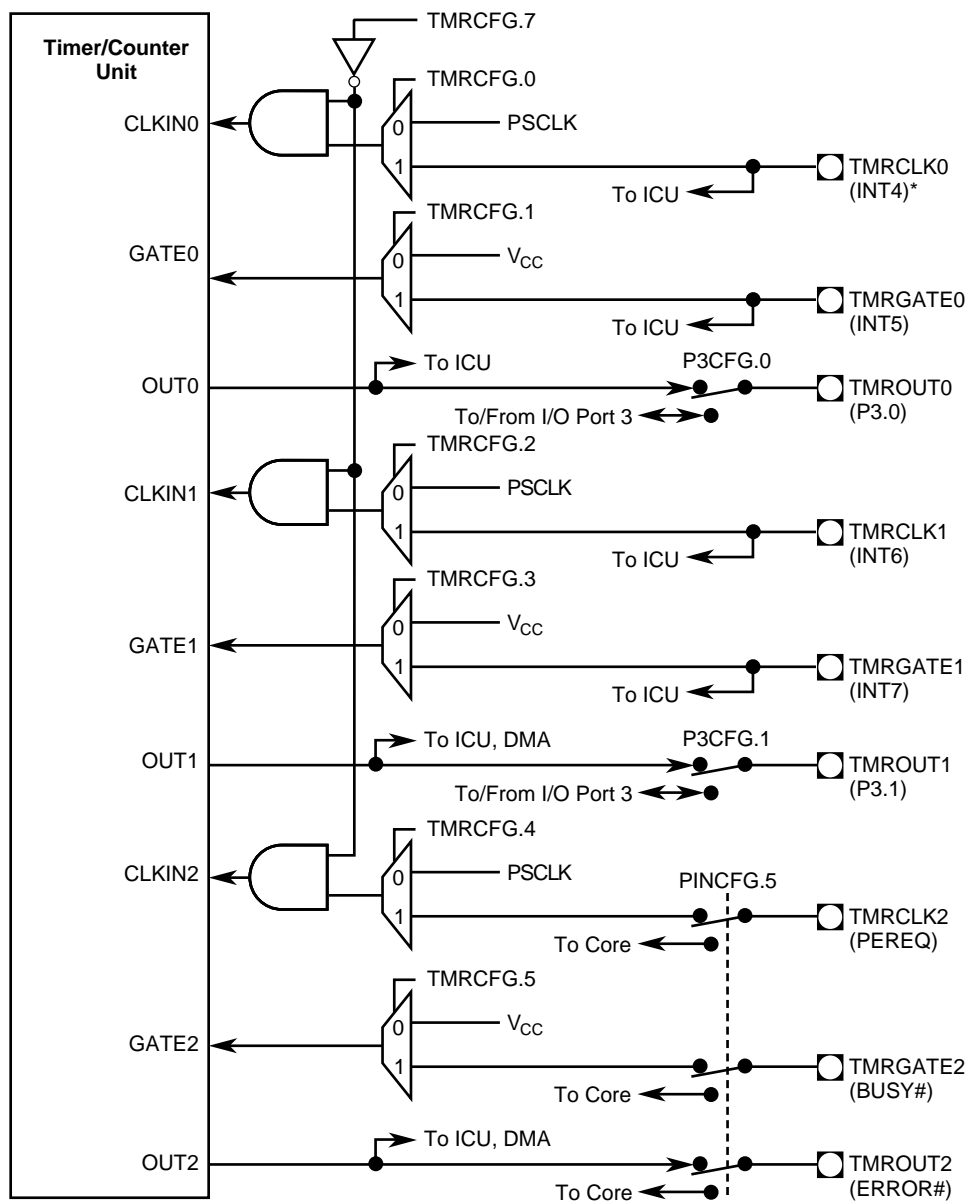 TMRCFG.7
Timer/Counter
Unit
TMRCFG.0
CLKIN0
0
PSCLK
1
TMRCLK0
(INT4)*
To ICU
TMRCFG.1
GATE0
0
VCC
1
TMRGATE0
(INT5)
To ICU
To ICU
P3CFG.0
OUT0
TMROUT0
(P3.0)
To/From I/O Port 3
TMRCFG.2
CLKIN1
0
PSCLK
1
TMRCLK1
(INT6)
To ICU
TMRCFG.3
GATE1
0
VCC
1
TMRGATE1
(INT7)
To ICU
To ICU, DMA
P3CFG.1
OUT1
TMROUT1
(P3.1)
To/From I/O Port 3
TMRCFG.4
CLKIN2
0
PSCLK
PINCFG.5
1
TMRCLK2
(PEREQ)
To Core
TMRCFG.5
GATE2
0
VCC
1
TMRGATE2
(BUSY#)
To Core
To ICU, DMA
OUT2
TMROUT2
(ERROR#)
To Core